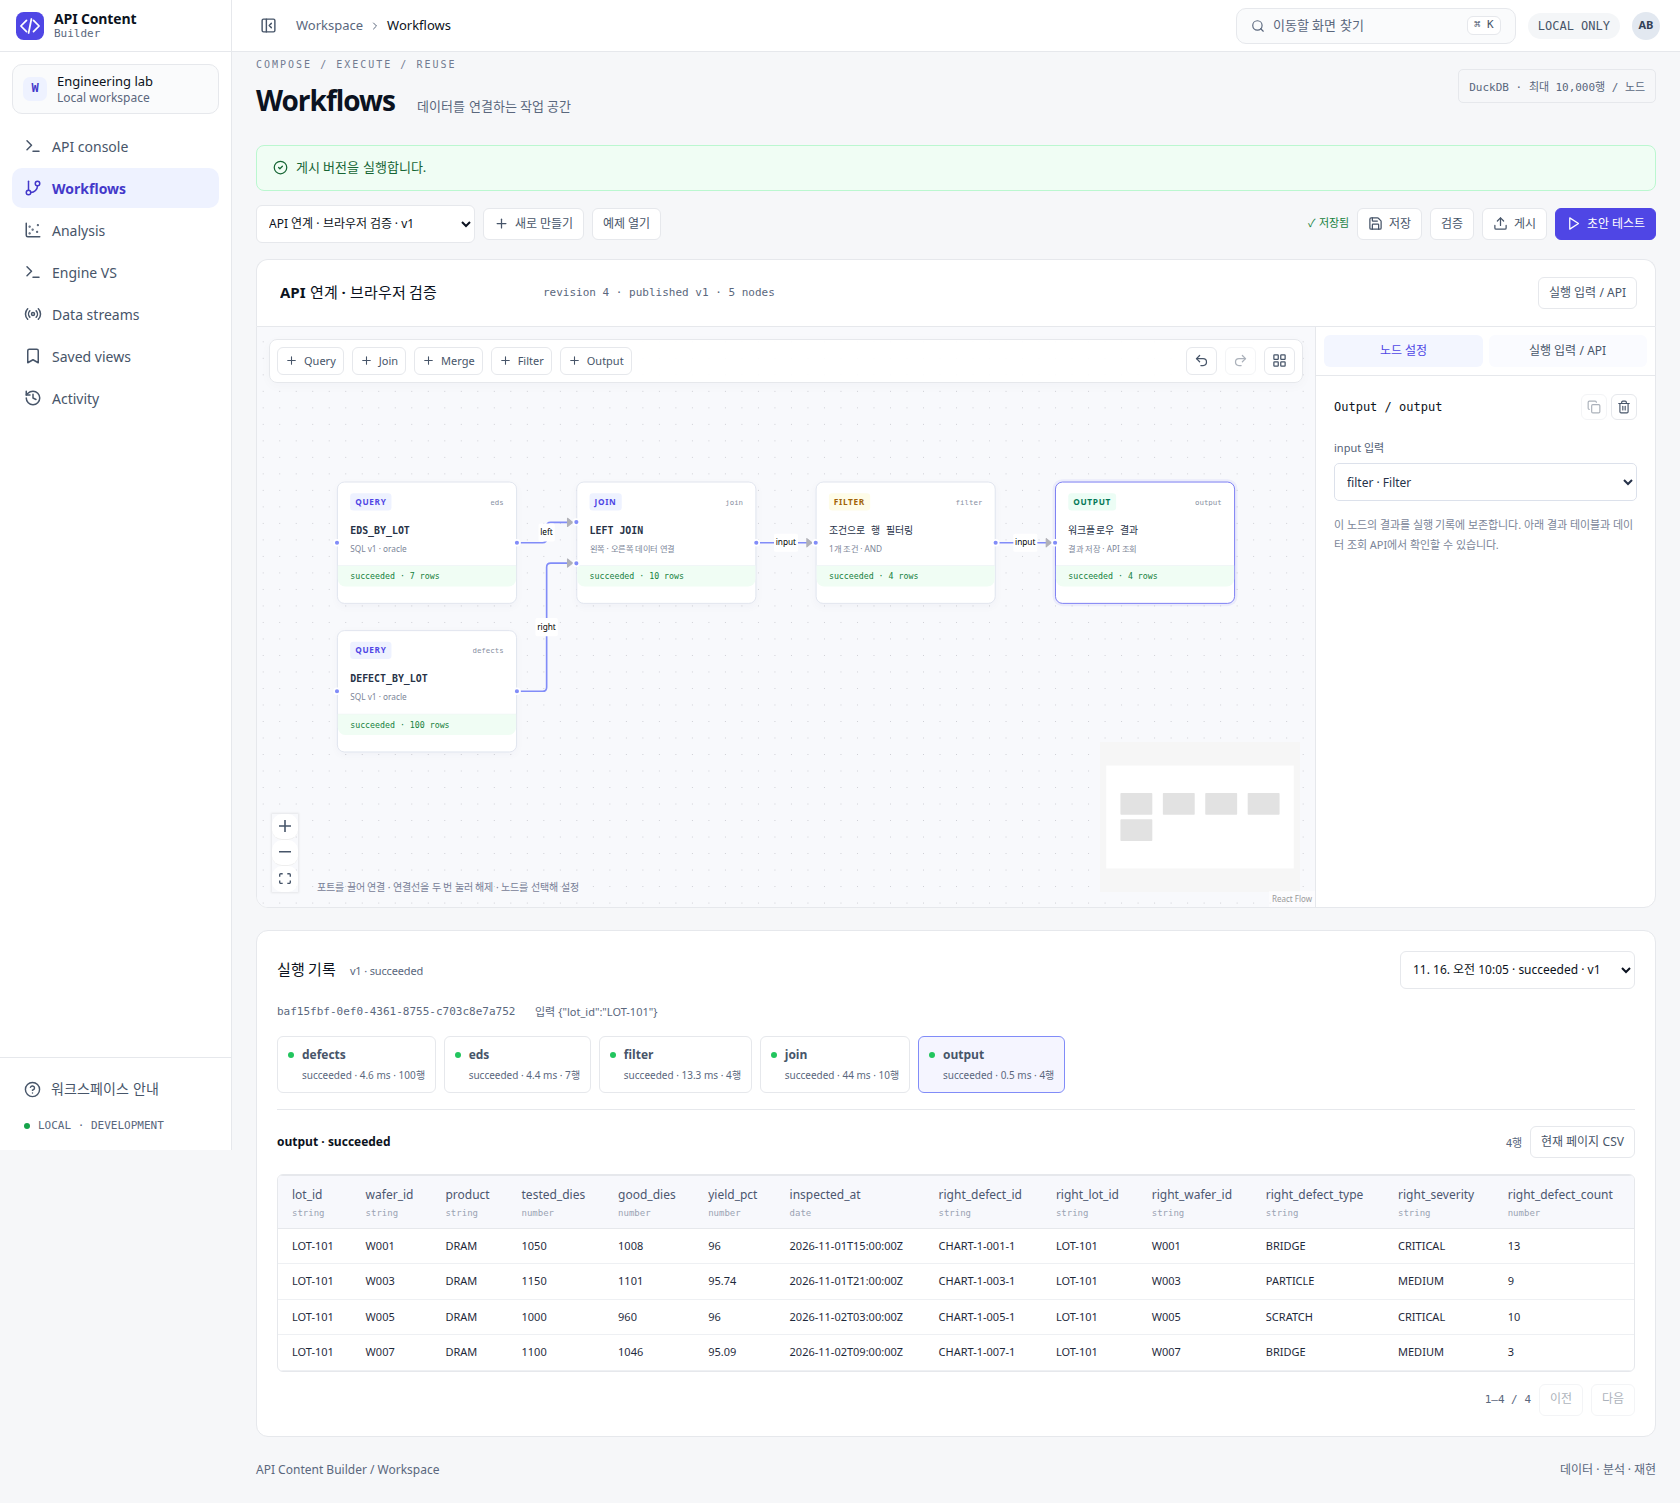 API Content
Builder
Workspace > Workflows
이동할 화면 찾기
⌘ K
LOCAL ONLY
AB
W
Engineering lab
Local workspace
API console
Workflows
Analysis
Engine VS
Data streams
Saved views
Activity
워크스페이스 안내
LOCAL · DEVELOPMENT
COMPOSE / EXECUTE / REUSE
Workflows 데이터를 연결하는 작업 공간
DuckDB · 최대 10,000행 / 노드
게시 버전을 실행합니다.
API 연계 · 브라우저 검증 · v1
새로 만들기
예제 열기
✓ 저장됨
저장
검증
게시
초안 테스트
API 연계 · 브라우저 검증
revision 4 · published v1 · 5 nodes
실행 입력 / API
+ Query
+ Join
+ Merge
+ Filter
+ Output
노드 설정
실행 입력 / API
Output / output
input 입력
filter · Filter
이 노드의 결과를 실행 기록에 보존합니다. 아래 결과 테이블과 데이
터 조회 API에서 확인할 수 있습니다.
QUERY eds
EDS_BY_LOT
SQL v1 · oracle
succeeded · 7 rows
left
right
JOIN join
LEFT JOIN
왼쪽 · 오른쪽 데이터 연결
succeeded · 10 rows
input
FILTER filter
조건으로 행 필터링
1개 조건 · AND
succeeded · 4 rows
input
OUTPUT output
워크플로우 결과
결과 저장 · API 조회
succeeded · 4 rows
QUERY defects
DEFECT_BY_LOT
SQL v1 · oracle
succeeded · 100 rows
포트를 끌어 연결 · 연결선을 두 번 눌러 해제 · 노드를 선택해 설정
React Flow
실행 기록 v1 · succeeded
11. 16. 오전 10:05 · succeeded · v1
baf15fbf-0ef0-4361-8755-c703c8e7a752 입력 {"lot_id":"LOT-101"}
defects
succeeded · 4.6 ms · 100행
eds
succeeded · 4.4 ms · 7행
filter
succeeded · 13.3 ms · 4행
join
succeeded · 44 ms · 10행
output
succeeded · 0.5 ms · 4행
output · succeeded
4행
현재 페이지 CSV
lot_id wafer_id product tested_dies good_dies yield_pct inspected_at right_defect_id right_lot_id right_wafer_id right_defect_type right_severity right_defect_count
string string string number number number date string string string string string number
LOT-101 W001 DRAM 1050 1008 96 2026-11-01T15:00:00Z CHART-1-001-1 LOT-101 W001 BRIDGE CRITICAL 13
LOT-101 W003 DRAM 1150 1101 95.74 2026-11-01T21:00:00Z CHART-1-003-1 LOT-101 W003 PARTICLE MEDIUM 9
LOT-101 W005 DRAM 1000 960 96 2026-11-02T03:00:00Z CHART-1-005-1 LOT-101 W005 SCRATCH CRITICAL 10
LOT-101 W007 DRAM 1100 1046 95.09 2026-11-02T09:00:00Z CHART-1-007-1 LOT-101 W007 BRIDGE MEDIUM 3
1–4 / 4
이전
다음
API Content Builder / Workspace
데이터 · 분석 · 재현